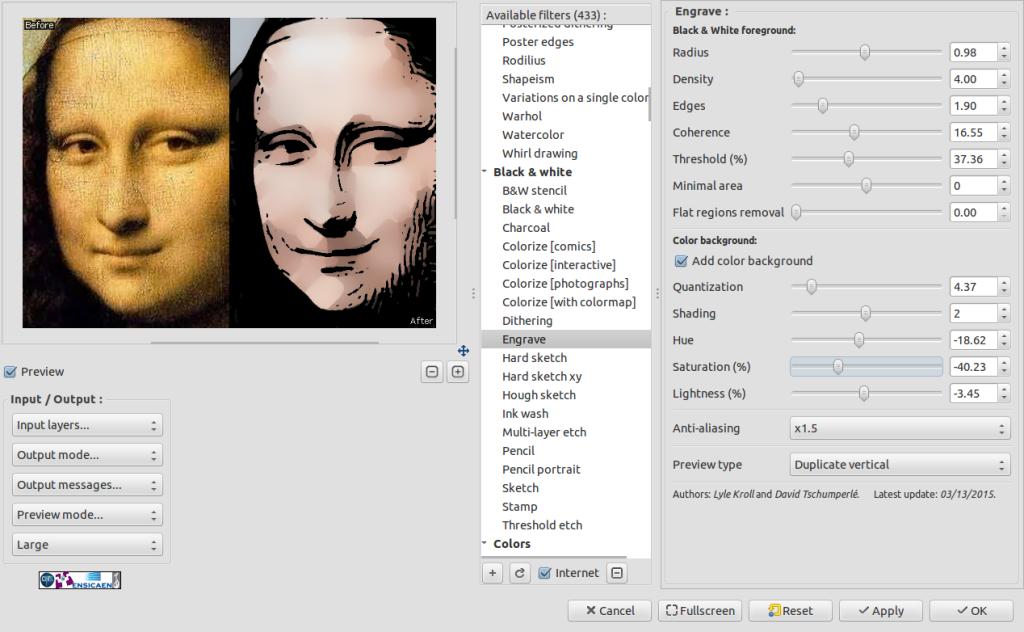 Before
After
Preview
Input / Output :
Input layers...
Output mode...
Output messages...
Preview mode...
Large
ENSICAEN
Available filters (433) :
Posterized dithering
Poster edges
Rodilius
Shapeism
Variations on a single color
Warhol
Watercolor
Whirl drawing
Black & white
B&W stencil
Black & white
Charcoal
Colorize [comics]
Colorize [interactive]
Colorize [photographs]
Colorize [with colormap]
Dithering
Engrave
Hard sketch
Hard sketch xy
Hough sketch
Ink wash
Multi-layer etch
Pencil
Pencil portrait
Sketch
Stamp
Threshold etch
Colors
Internet
Engrave :
Black & White foreground:
Radius 0.98
Density 4.00
Edges 1.90
Coherence 16.55
Threshold (%) 37.36
Minimal area 0
Flat regions removal 0.00
Color background:
Add color background
Quantization 4.37
Shading 2
Hue -18.62
Saturation (%) -40.23
Lightness (%) -3.45
Anti-aliasing x1.5
Preview type Duplicate vertical
Authors: Lyle Kroll and David Tschumperlé. Latest update: 03/13/2015.
Cancel Fullscreen Reset Apply OK